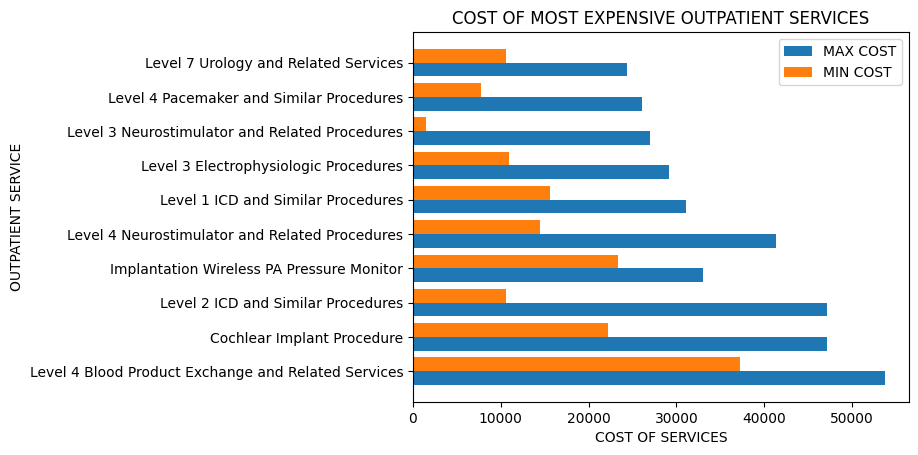 COST OF MOST EXPENSIVE OUTPATIENT SERVICES
MAX COST
MIN COST
OUTPATIENT SERVICE
Level 7 Urology and Related Services
Level 4 Pacemaker and Similar Procedures
Level 3 Neurostimulator and Related Procedures
Level 3 Electrophysiologic Procedures
Level 1 ICD and Similar Procedures
Level 4 Neurostimulator and Related Procedures
Implantation Wireless PA Pressure Monitor
Level 2 ICD and Similar Procedures
Cochlear Implant Procedure
Level 4 Blood Product Exchange and Related Services
0 10000 20000 30000 40000 50000
COST OF SERVICES